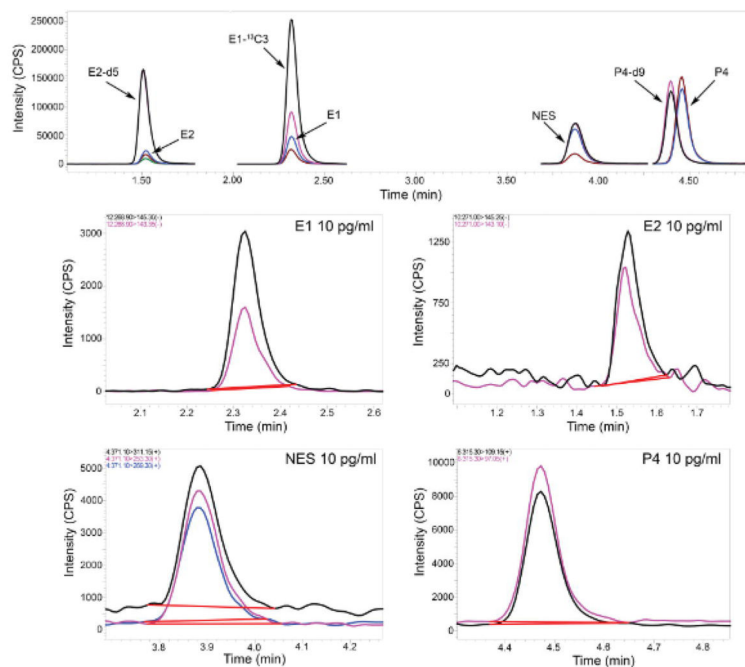 Intensity (CPS)
250000
200000
150000
100000
50000
0
E2-d5
E2
E1-¹³C3
E1
NES
P4-d9
P4
1.50
2.00
2.50
3.00
3.50
4.00
4.50
Time (min)
E1 10 pg/ml
Intensity (CPS)
3000
2000
1000
0
2.1
2.2
2.3
2.4
2.5
2.6
Time (min)
E2 10 pg/ml
Intensity (CPS)
1250
750
250
0
1.1
1.2
1.3
1.4
1.5
1.6
1.7
Time (min)
NES 10 pg/ml
Intensity (CPS)
5000
4000
3000
2000
1000
0
3.8
3.9
4.0
4.1
4.2
Time (min)
P4 10 pg/ml
Intensity (CPS)
10000
8000
6000
4000
2000
0
4.4
4.5
4.6
4.7
4.8
Time (min)